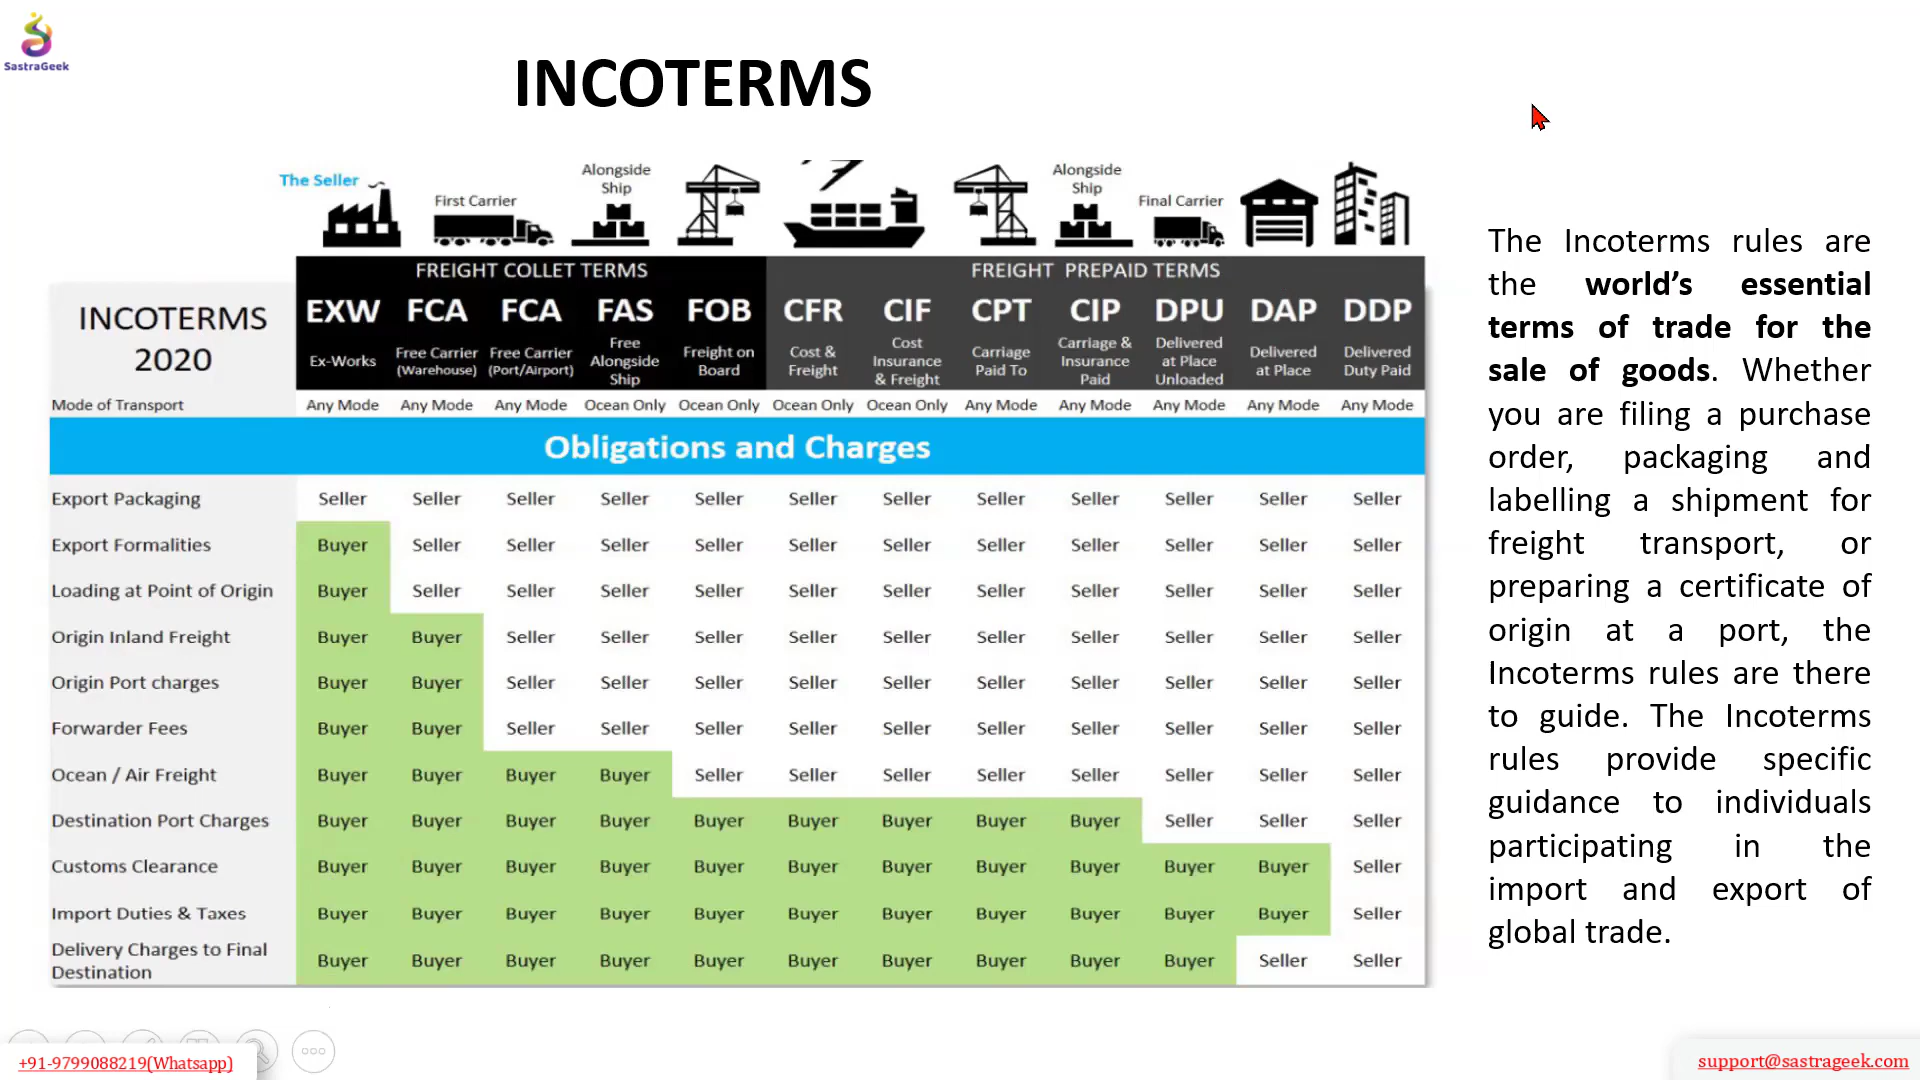 SastraGeek
INCOTERMS
The Seller
First Carrier
Alongside
Ship
Alongside
Ship
Final Carrier
FREIGHT COLLET TERMS
FREIGHT PREPAID TERMS
INCOTERMS
2020
EXW FCA FCA FAS FOB CFR CIF CPT CIP DPU DAP DDP
Ex-Works
Free Carrier
(Warehouse)
Free Carrier
(Port/Airport)
Free
Alongside
Ship
Freight on
Board
Cost &
Freight
Cost
Insurance
& Freight
Carriage
Paid To
Carriage &
Insurance
Paid
Delivered
at Place
Unloaded
Delivered
at Place
Delivered
Duty Paid
Mode of Transport Any Mode Any Mode Any Mode Ocean Only Ocean Only Ocean Only Ocean Only Any Mode Any Mode Any Mode Any Mode Any Mode
Obligations and Charges
Export Packaging Seller Seller Seller Seller Seller Seller Seller Seller Seller Seller Seller Seller
Export Formalities Buyer Seller Seller Seller Seller Seller Seller Seller Seller Seller Seller Seller
Loading at Point of Origin Buyer Seller Seller Seller Seller Seller Seller Seller Seller Seller Seller Seller
Origin Inland Freight Buyer Buyer Seller Seller Seller Seller Seller Seller Seller Seller Seller Seller
Origin Port charges Buyer Buyer Seller Seller Seller Seller Seller Seller Seller Seller Seller Seller
Forwarder Fees Buyer Buyer Seller Seller Seller Seller Seller Seller Seller Seller Seller Seller
Ocean / Air Freight Buyer Buyer Buyer Buyer Seller Seller Seller Seller Seller Seller Seller Seller
Destination Port Charges Buyer Buyer Buyer Buyer Buyer Buyer Buyer Buyer Buyer Seller Seller Seller
Customs Clearance Buyer Buyer Buyer Buyer Buyer Buyer Buyer Buyer Buyer Buyer Buyer Seller
Import Duties & Taxes Buyer Buyer Buyer Buyer Buyer Buyer Buyer Buyer Buyer Buyer Buyer Seller
Delivery Charges to Final
Destination Buyer Buyer Buyer Buyer Buyer Buyer Buyer Buyer Buyer Buyer Seller Seller
The Incoterms rules are
the world’s essential
terms of trade for the
sale of goods. Whether
you are filing a purchase
order, packaging and
labelling a shipment for
freight transport, or
preparing a certificate of
origin at a port, the
Incoterms rules are there
to guide. The Incoterms
rules provide specific
guidance to individuals
participating in the
import and export of
global trade.
+91-9799088219(Whatsapp)
support@sastrageek.com